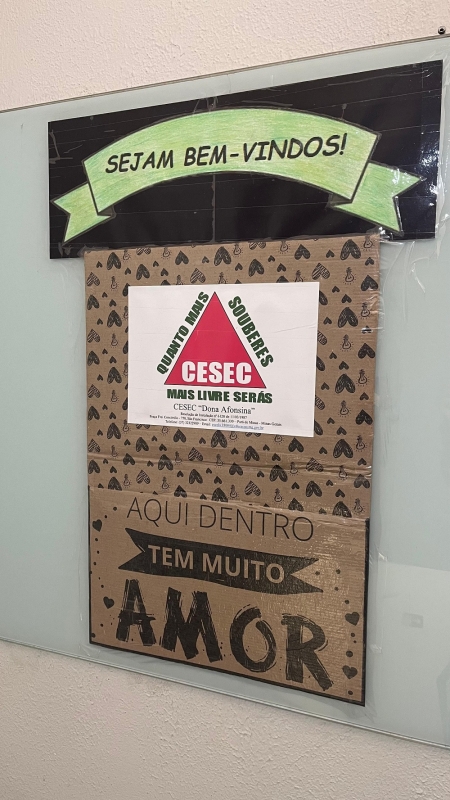 SEJAM BEM-VINDOS!
QUANTO MAIS
SOUBERES
CESEC
MAIS LIVRE SERÁS
CESEC "Dona Afonsina"
AQUI DENTRO
TEM MUITO
AMOR